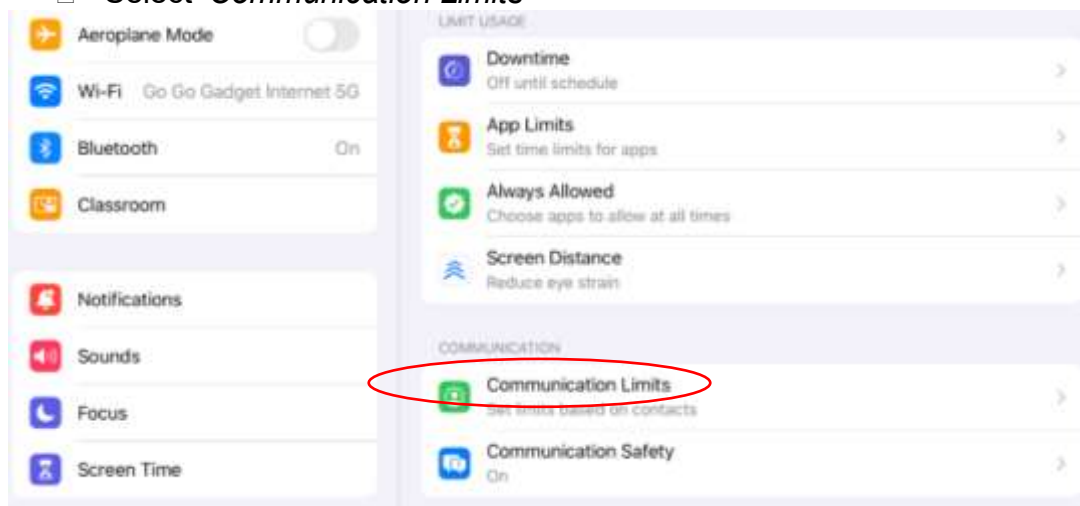 Select Communication Limits
Aeroplane Mode
Wi-Fi Go Go Gadget Internet 5G
Bluetooth On
Classroom
Notifications
Sounds
Focus
Screen Time
LIMIT USAGE
Downtime
Off until schedule
App Limits
Set time limits for apps
Always Allowed
Choose apps to allow at all times
Screen Distance
Reduce eye strain
COMMUNICATION
Communication Limits
Set limits based on contacts
Communication Safety
On